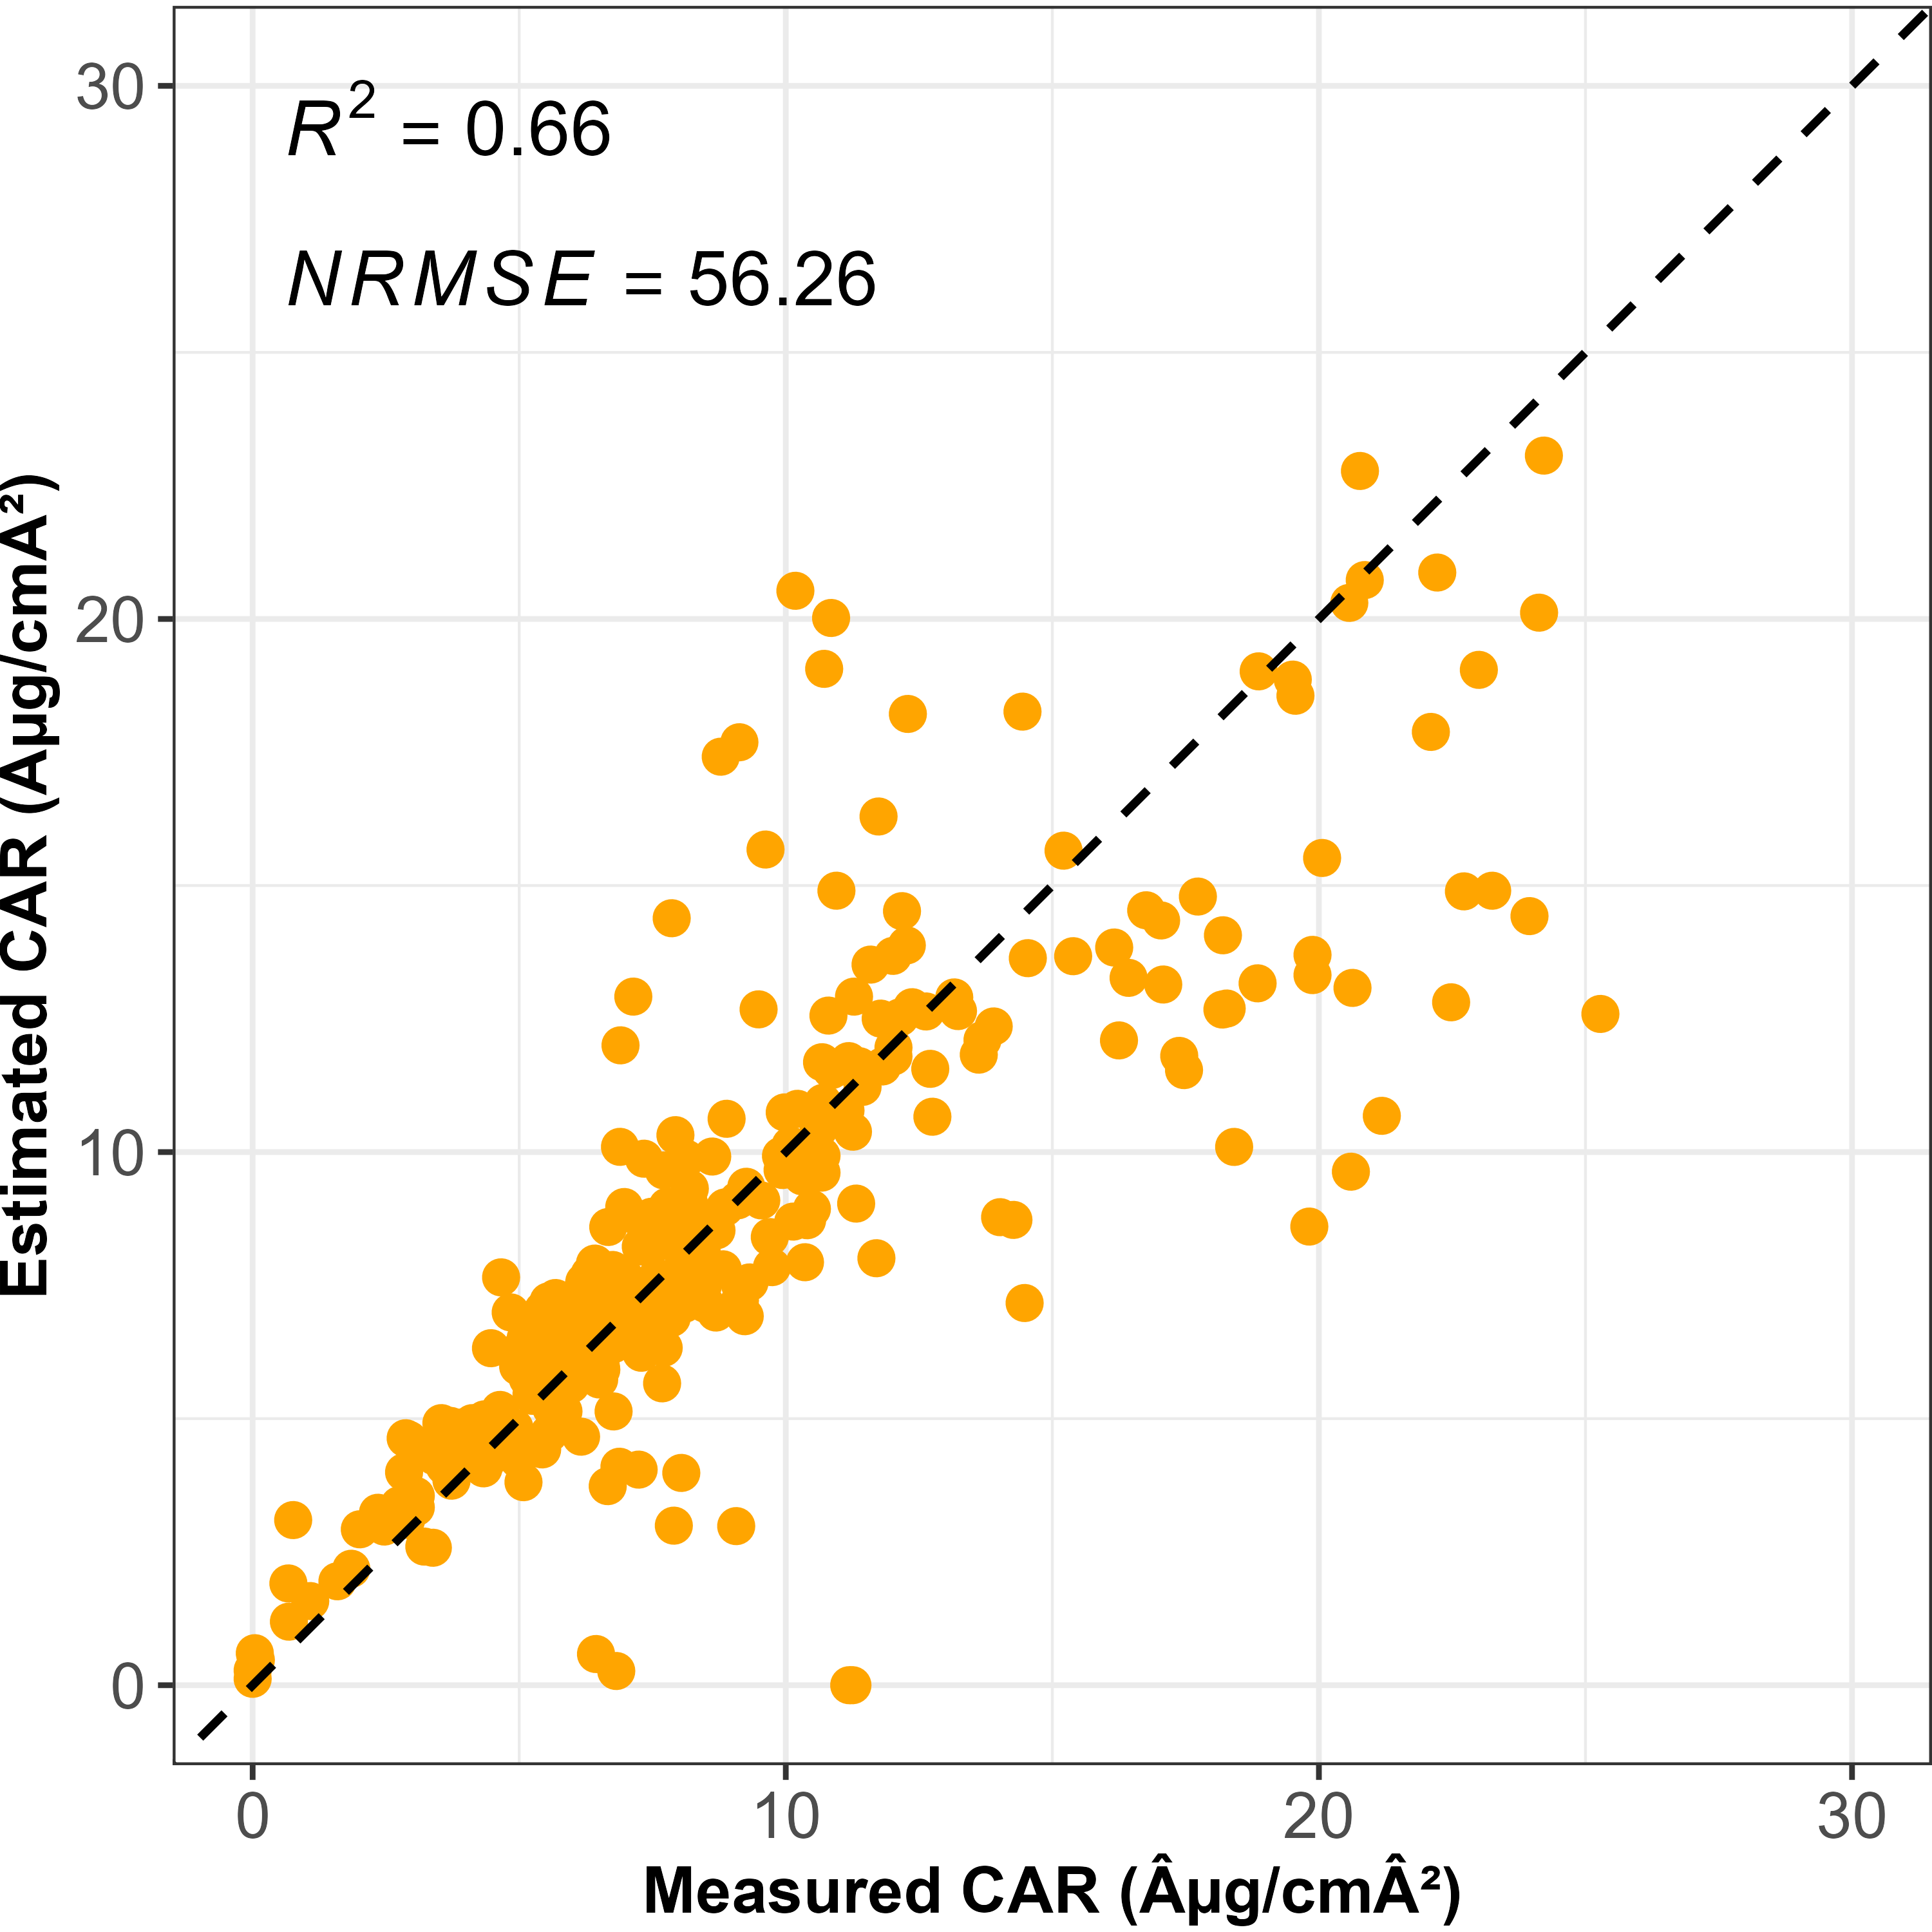 R² = 0.66
NRMSE = 56.26
Estimated CAR (Âµg/cmÂ²)
30
20
10
0
0 10 20 30
Measured CAR (Âµg/cmÂ²)